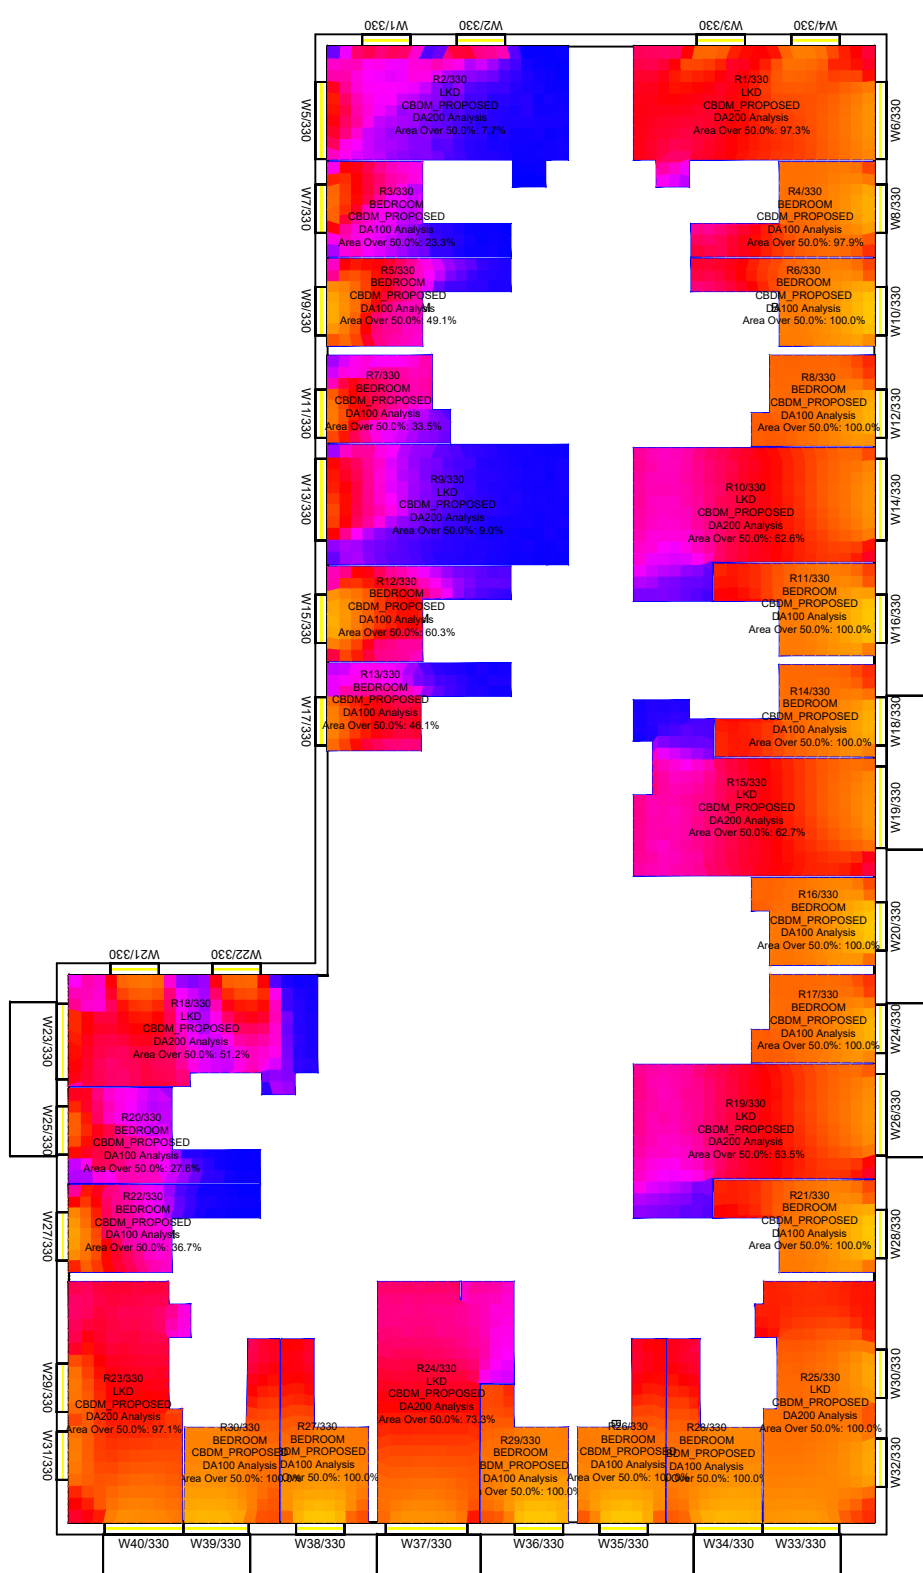 W1/330
W2/330
W3/330
W4/330
W5/330
R2/330
LKD
CBDM_PROPOSED
DA200 Analysis
Area Over 50.0%: 7.7%
R1/330
LKD
CBDM_PROPOSED
DA200 Analysis
Area Over 50.0%: 97.3%
W6/330
W7/330
R3/330
BEDROOM
CBDM_PROPOSED
DA100 Analysis
Area Over 50.0%: 23.3%
R4/330
BEDROOM
CBDM_PROPOSED
DA100 Analysis
Area Over 50.0%: 97.9%
W8/330
W9/330
R5/330
BEDROOM
CBDM_PROPOSED
DA100 Analysis
Area Over 50.0%: 49.1%
R6/330
BEDROOM
CBDM_PROPOSED
DA100 Analysis
Area Over 50.0%: 100.0%
W10/330
W11/330
R7/330
BEDROOM
CBDM_PROPOSED
DA100 Analysis
Area Over 50.0%: 33.5%
R8/330
BEDROOM
CBDM_PROPOSED
DA100 Analysis
Area Over 50.0%: 100.0%
W12/330
W13/330
R9/330
LKD
CBDM_PROPOSED
DA200 Analysis
Area Over 50.0%: 9.0%
R10/330
LKD
CBDM_PROPOSED
DA200 Analysis
Area Over 50.0%: 62.6%
W14/330
W15/330
R12/330
BEDROOM
CBDM_PROPOSED
DA100 Analysis
Area Over 50.0%: 60.3%
R11/330
BEDROOM
CBDM_PROPOSED
DA100 Analysis
Area Over 50.0%: 100.0%
W16/330
W17/330
R13/330
BEDROOM
CBDM_PROPOSED
DA100 Analysis
Area Over 50.0%: 46.1%
R14/330
BEDROOM
CBDM_PROPOSED
DA100 Analysis
Area Over 50.0%: 100.0%
W18/330
R15/330
LKD
CBDM_PROPOSED
DA200 Analysis
Area Over 50.0%: 62.7%
W19/330
R16/330
BEDROOM
CBDM_PROPOSED
DA100 Analysis
Area Over 50.0%: 100.0%
W20/330
W21/330
W22/330
W23/330
R18/330
LKD
CBDM_PROPOSED
DA200 Analysis
Area Over 50.0%: 51.2%
R17/330
BEDROOM
CBDM_PROPOSED
DA100 Analysis
Area Over 50.0%: 100.0%
W24/330
W25/330
R20/330
BEDROOM
CBDM_PROPOSED
DA100 Analysis
Area Over 50.0%: 27.6%
R19/330
LKD
CBDM_PROPOSED
DA200 Analysis
Area Over 50.0%: 63.5%
W26/330
W27/330
R22/330
BEDROOM
CBDM_PROPOSED
DA100 Analysis
Area Over 50.0%: 36.7%
R21/330
BEDROOM
CBDM_PROPOSED
DA100 Analysis
Area Over 50.0%: 100.0%
W28/330
W29/330
W31/330
R23/330
LKD
CBDM_PROPOSED
DA200 Analysis
Area Over 50.0%: 97.1%
R24/330
LKD
CBDM_PROPOSED
DA200 Analysis
Area Over 50.0%: 73.3%
R25/330
LKD
CBDM_PROPOSED
DA200 Analysis
Area Over 50.0%: 100.0%
W30/330
W32/330
R30/330
BEDROOM
CBDM_PROPOSED
DA100 Analysis
R27/330
BEDROOM
DA100 Analysis
Over 50.0%: 100.0%
R29/330
BEDROOM
DA100 Analysis
Over 50.0%: 100.0%
R26/330
BEDROOM
CBDM_PROPOSED
DA100 Analysis
Area Over 50.0%: 100.0%
R28/330
BEDROOM
DA100 Analysis
W40/330
W39/330
W38/330
W37/330
W36/330
W35/330
W34/330
W33/330